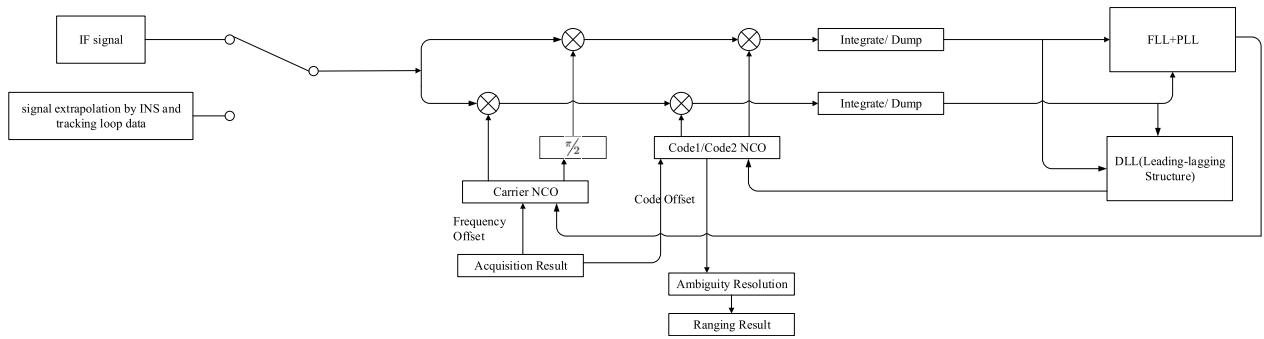 IF signal
signal extrapolation by INS and
tracking loop data
π/2
Carrier NCO
Frequency
Offset
Acquisition Result
Code1/Code2 NCO
Code Offset
Integrate/ Dump
Integrate/ Dump
FLL+PLL
DLL(Leading-lagging
Structure)
Ambiguity Resolution
Ranging Result